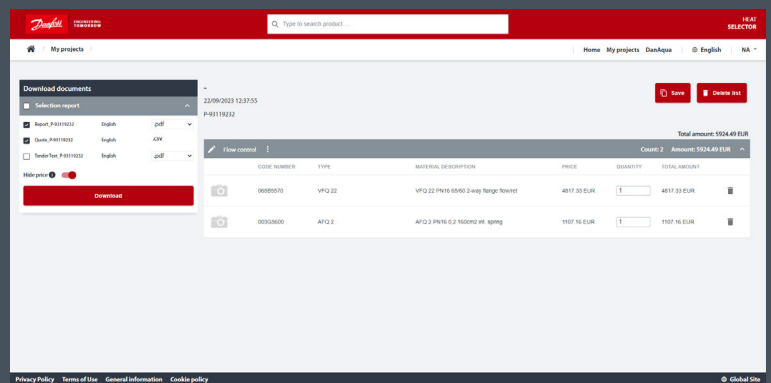 Danfoss ENGINEERING TOMORROW
Type to search product ...
HEAT SELECTOR
My projects
Home My projects DanAqua English NA
Download documents
Selection report
Report_P-93119232 English .pdf
Quote_P-93119232 English .csv
TenderText_P-93119232 English .pdf
Hide price
Download
-
22/09/2023 12:37:55
P-93119232
Save Delete list
Total amount: 5924.49 EUR
Flow control Count: 2 Amount: 5924.49 EUR
CODE NUMBER TYPE MATERIAL DESCRIPTION PRICE QUANTITY TOTAL AMOUNT
065B5570 VFQ 22 VFQ 22 PN16 65/60 2-way flange flow/ret 4817.33 EUR 1 4817.33 EUR
003G5600 AFQ 2 AFQ 2 PN16 0,2 160cm2 int. spring 1107.16 EUR 1 1107.16 EUR
Privacy Policy Terms of Use General information Cookie policy Global Site